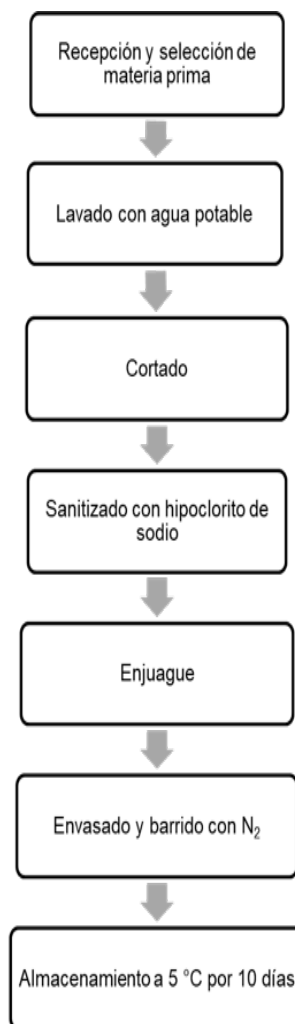 Recepción y selección de
materia prima
Lavado con agua potable
Cortado
Sanitizado con hipoclorito de
sodio
Enjuague
Envasado y barrido con N₂
Almacenamiento a 5 °C por 10 días